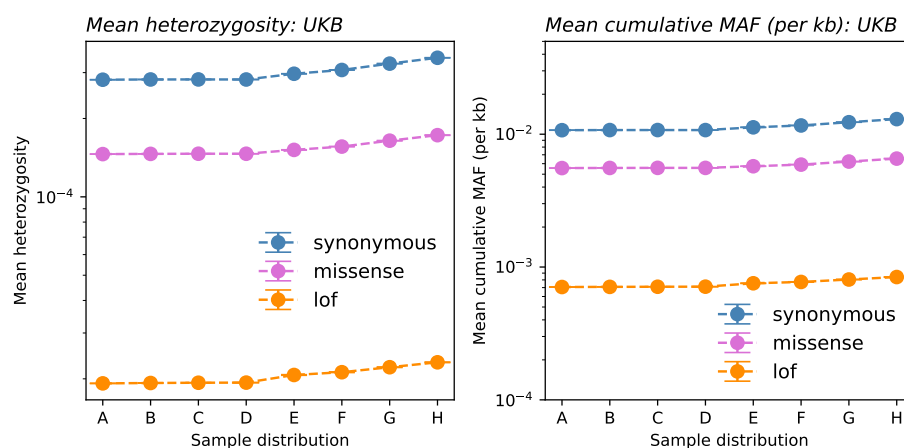 Mean heterozygosity: UKB
Mean heterozygosity
10⁻⁴
synonymous
missense
lof
A B C D E F G H
Sample distribution
Mean cumulative MAF (per kb): UKB
Mean cumulative MAF (per kb)
10⁻²
10⁻³
10⁻⁴
synonymous
missense
lof
A B C D E F G H
Sample distribution